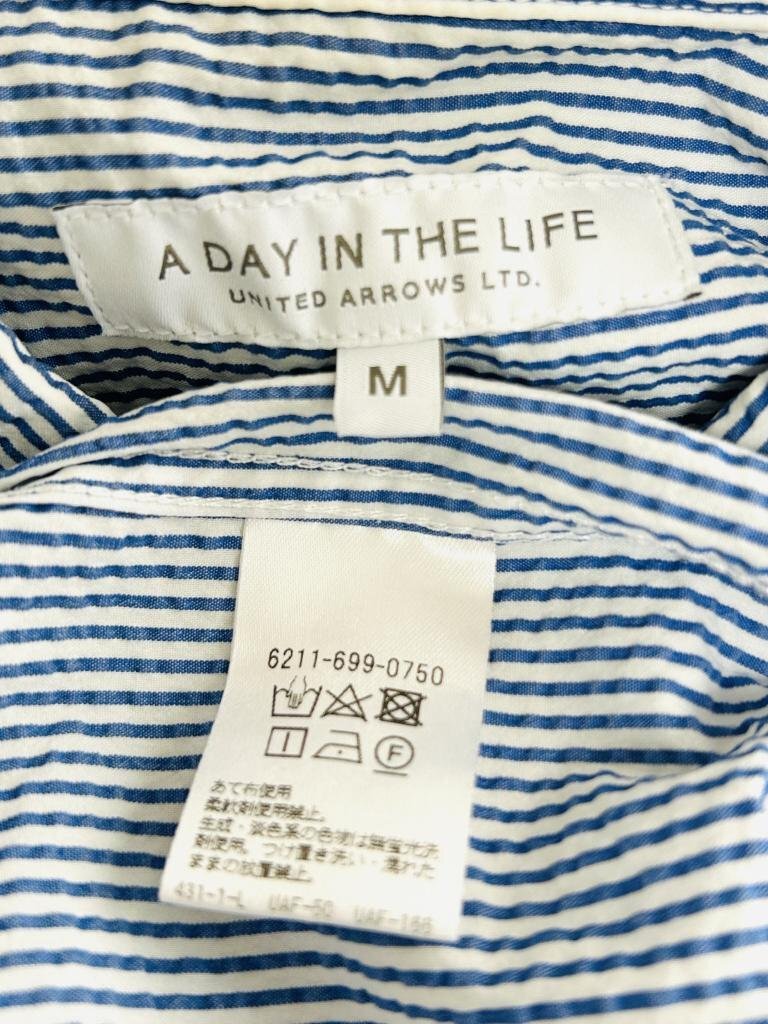 A DAY IN THE LIFE
UNITED ARROWS LTD.
M
6211-699-0750
F
あて布使用
柔軟剤使用禁止。
生成・淡色系の色物は無蛍光洗
剤使用。つけ置き洗い・濡れた
ままの放置禁止。
431-1-L UAF-50 UAF-166